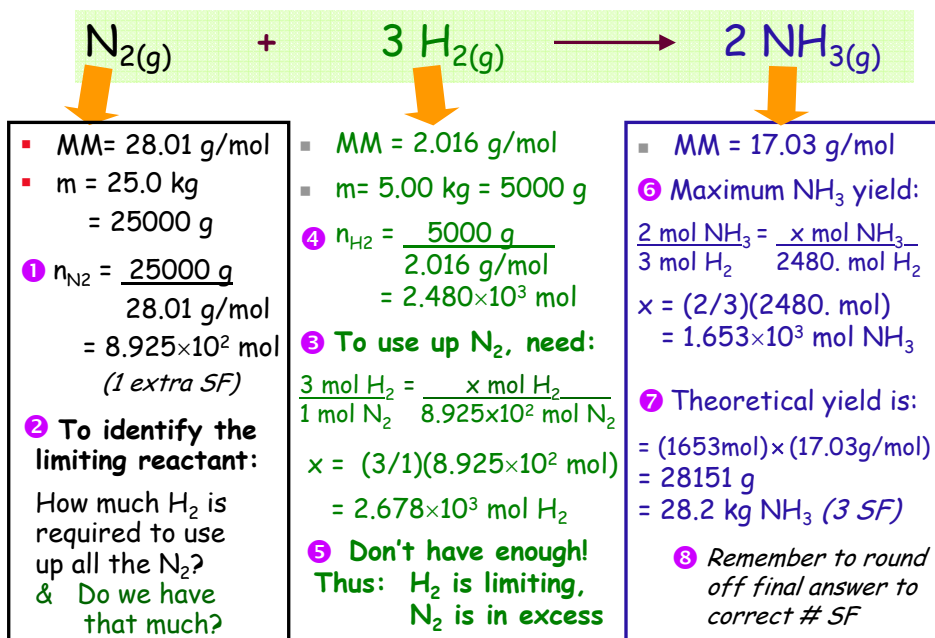 N₂(g) + 3 H₂(g) → 2 NH₃(g)
▪ MM= 28.01 g/mol
▪ m = 25.0 kg
= 25000 g
❶ n_N2 = 25000 g
28.01 g/mol
= 8.925×10² mol
(1 extra SF)
❷ To identify the
limiting reactant:
How much H₂ is
required to use
up all the N₂?
& Do we have
that much?
▪ MM = 2.016 g/mol
▪ m= 5.00 kg = 5000 g
❹ n_H2 = 5000 g
2.016 g/mol
= 2.480×10³ mol
❸ To use up N₂, need:
3 mol H₂ = x mol H₂
1 mol N₂ 8.925x10² mol N₂
x = (3/1)(8.925×10² mol)
= 2.678×10³ mol H₂
❺ Don't have enough!
Thus: H₂ is limiting,
N₂ is in excess
▪ MM = 17.03 g/mol
❻ Maximum NH₃ yield:
2 mol NH₃ = x mol NH₃
3 mol H₂ 2480. mol H₂
x = (2/3)(2480. mol)
= 1.653×10³ mol NH₃
❼ Theoretical yield is:
= (1653mol)×(17.03g/mol)
= 28151 g
= 28.2 kg NH₃ (3 SF)
❽ Remember to round
off final answer to
correct # SF